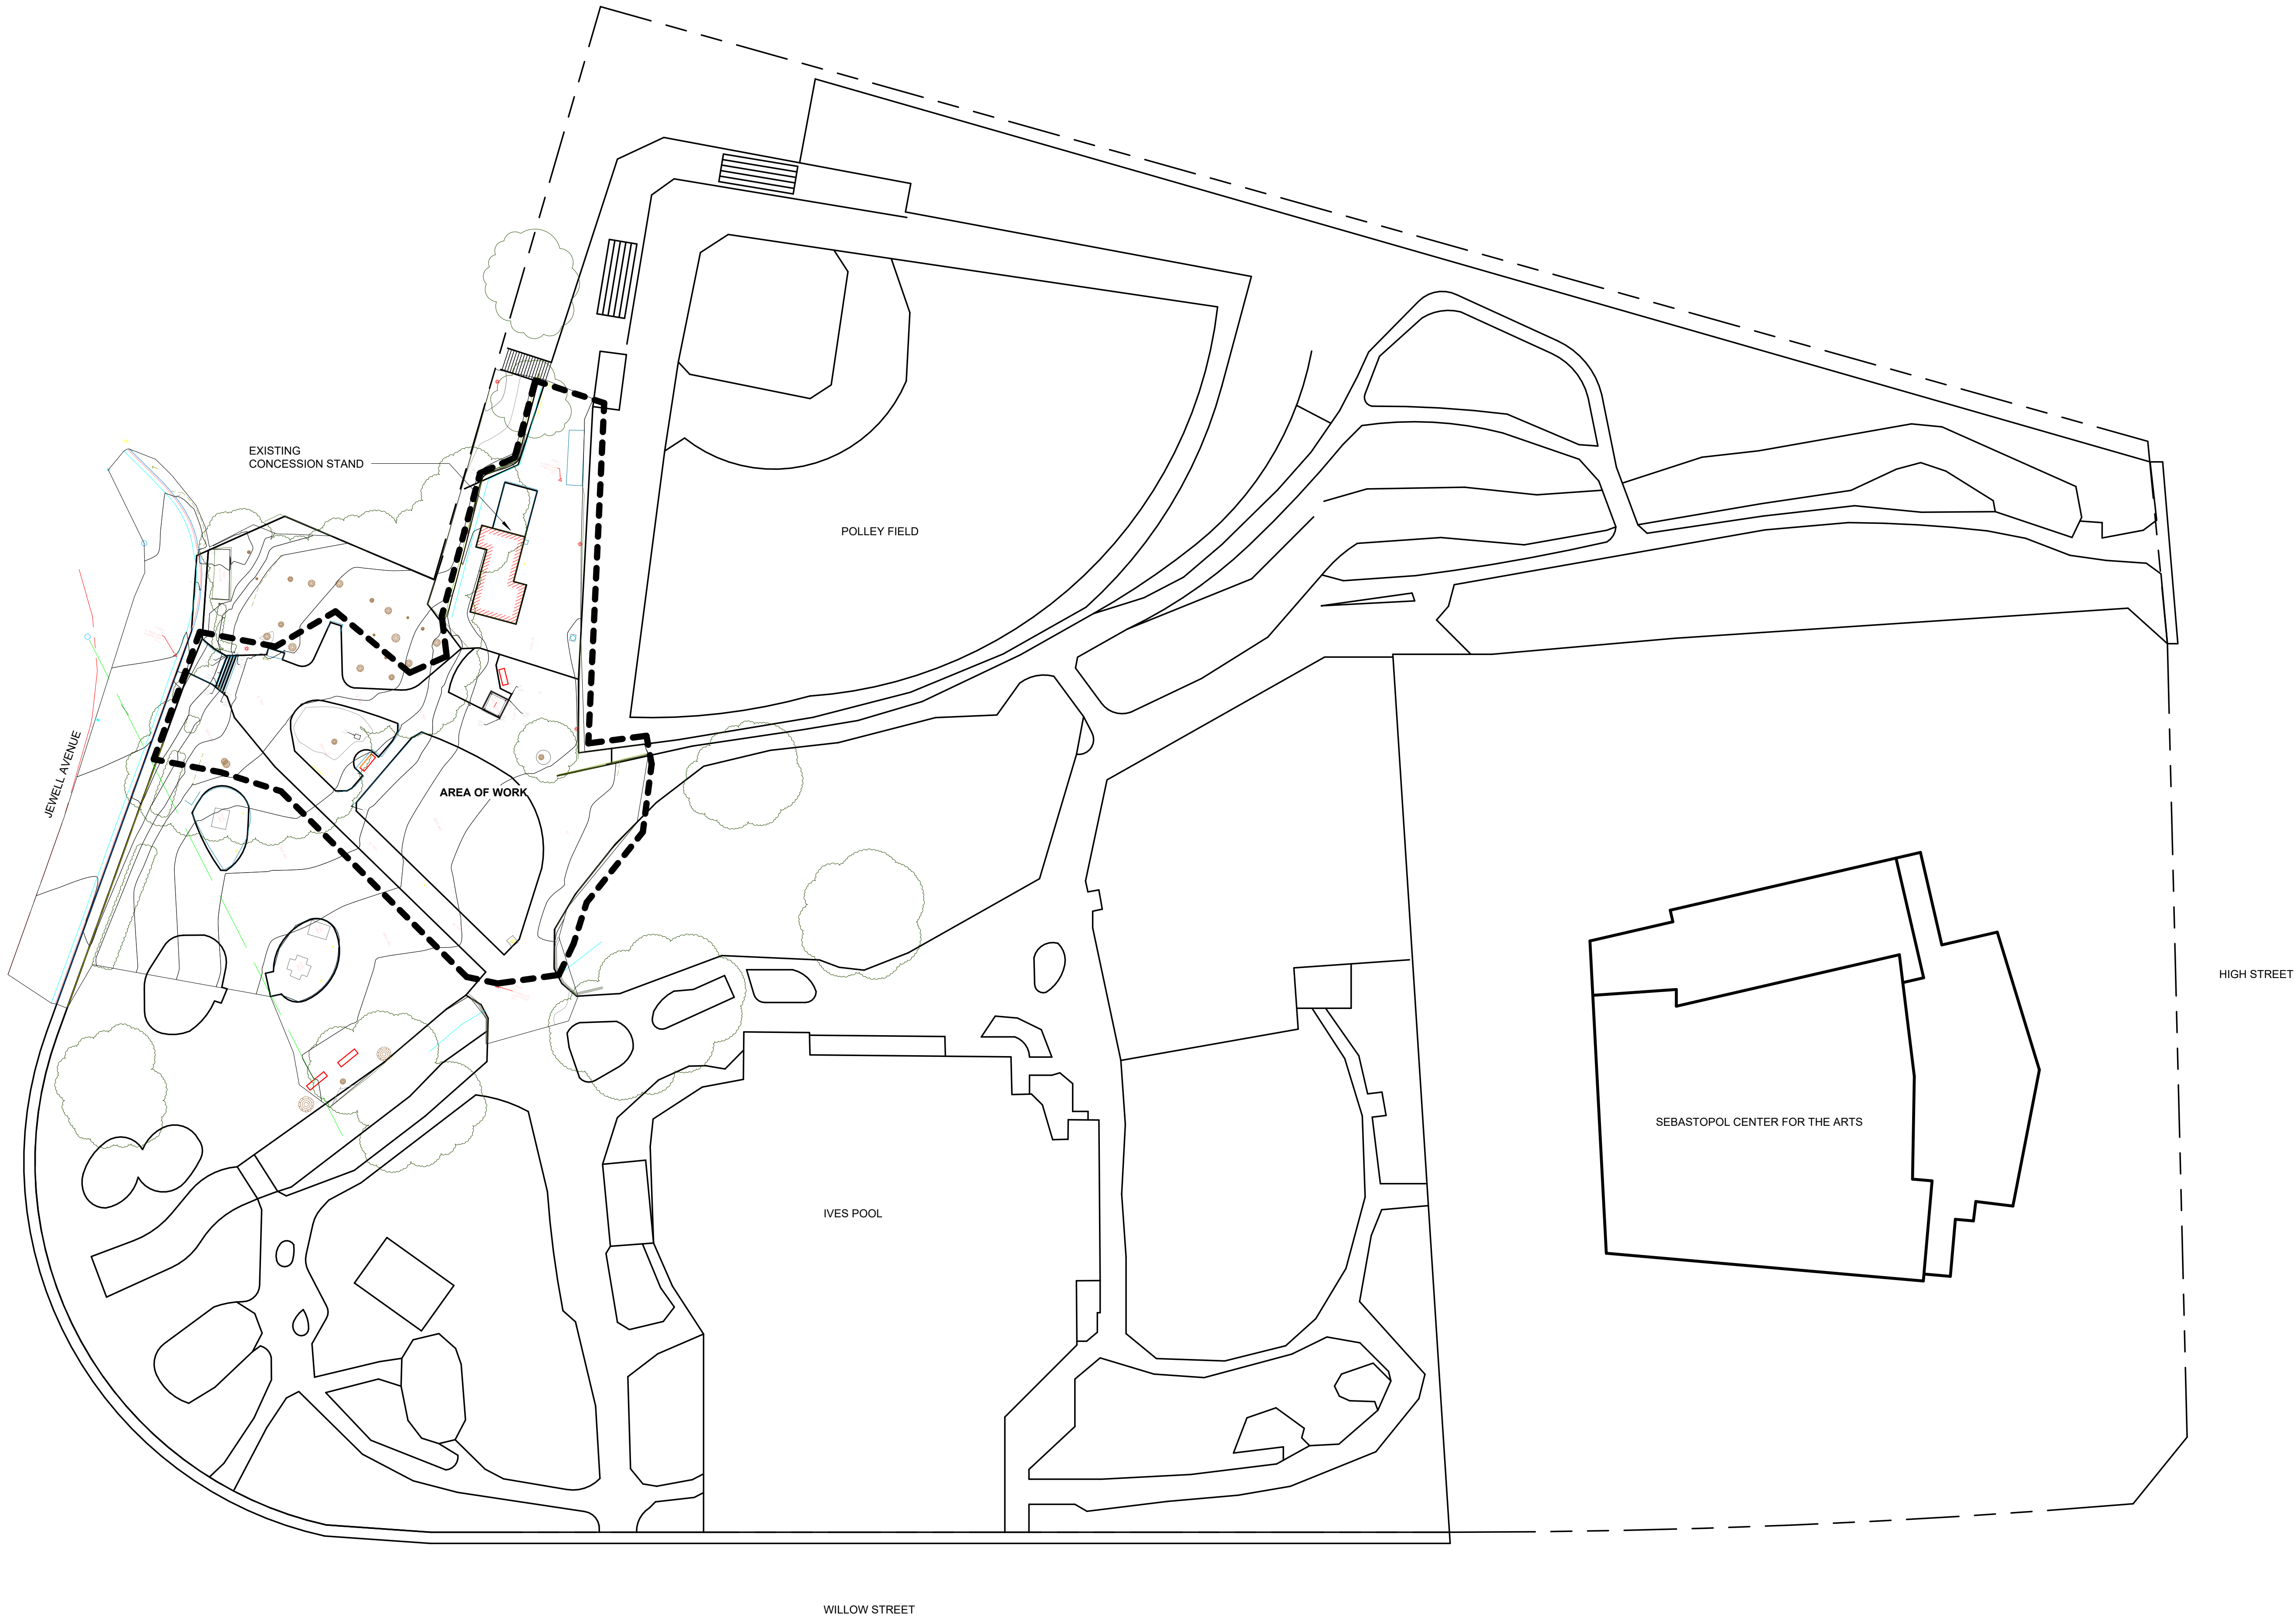 EXISTING
CONCESSION STAND
POLLEY FIELD
JEWELL AVENUE
AREA OF WORK
HIGH STREET
SEBASTOPOL CENTER FOR THE ARTS
IVES POOL
WILLOW STREET